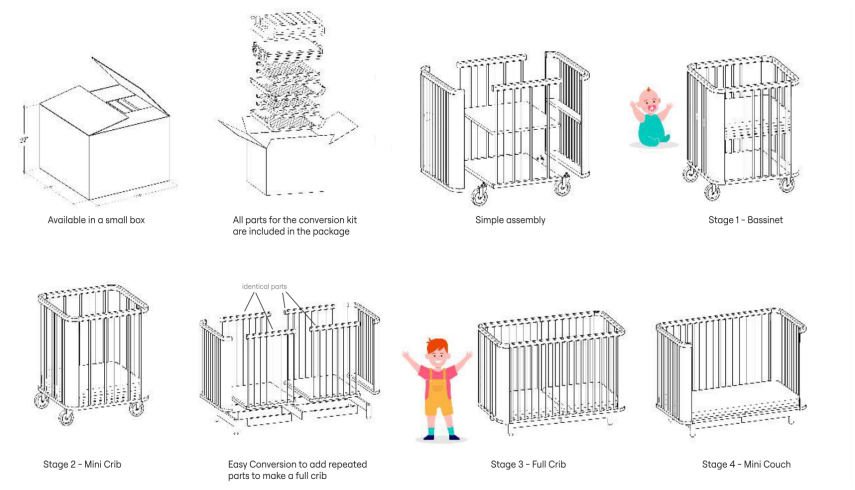 Available in a small box
All parts for the conversion kit
are included in the package
Simple assembly
Stage 1 - Bassinet
identical parts
Stage 2 - Mini Crib
Easy Conversion to add repeated
parts to make a full crib
Stage 3 - Full Crib
Stage 4 - Mini Couch